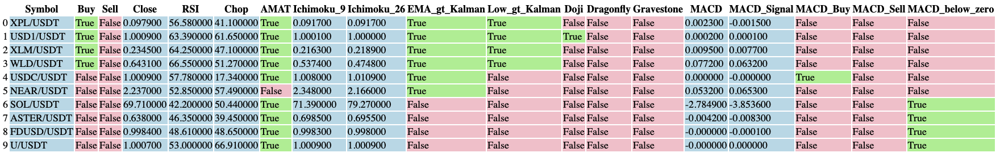 Symbol Buy Sell Close RSI Chop AMAT Ichimoku_9 Ichimoku_26 EMA_gt_Kalman Low_gt_Kalman Doji Dragonfly Gravestone MACD MACD_Signal MACD_Buy MACD_Sell MACD_below_zero
0 XPL/USDT True False 0.097900 56.580000 41.100000 True 0.091700 0.091700 True True False False False 0.002300 -0.001500 False False False
1 USD1/USDT True False 1.000900 63.390000 61.650000 True 1.000100 1.000000 True True True False False 0.000200 0.000100 False False False
2 XLM/USDT True False 0.234500 64.250000 47.100000 True 0.216300 0.218900 True True False False False 0.009500 0.007700 False False False
3 WLD/USDT True False 0.643100 66.550000 51.270000 True 0.537400 0.474800 True True False False False 0.077200 0.063200 False False False
4 USDC/USDT False False 1.000900 57.780000 17.340000 True 1.008000 1.010900 True False False False False 0.000000 -0.000000 True False False
5 NEAR/USDT False False 2.237000 52.850000 57.490000 False 2.348000 2.166000 True False False False False 0.053200 0.065300 False False False
6 SOL/USDT False False 69.710000 42.200000 50.440000 True 71.390000 79.270000 False False False False False -2.784900 -3.853600 False False True
7 ASTER/USDT False False 0.638000 46.350000 39.450000 True 0.698500 0.695500 False False False False False -0.004200 -0.008300 False False True
8 FDUSD/USDT False False 0.998400 48.610000 48.650000 True 0.998300 0.998000 False False False False False -0.000000 -0.000100 False False True
9 U/USDT False False 1.000700 53.000000 66.910000 True 1.000900 1.000900 False False False False False -0.000000 0.000000 False False True